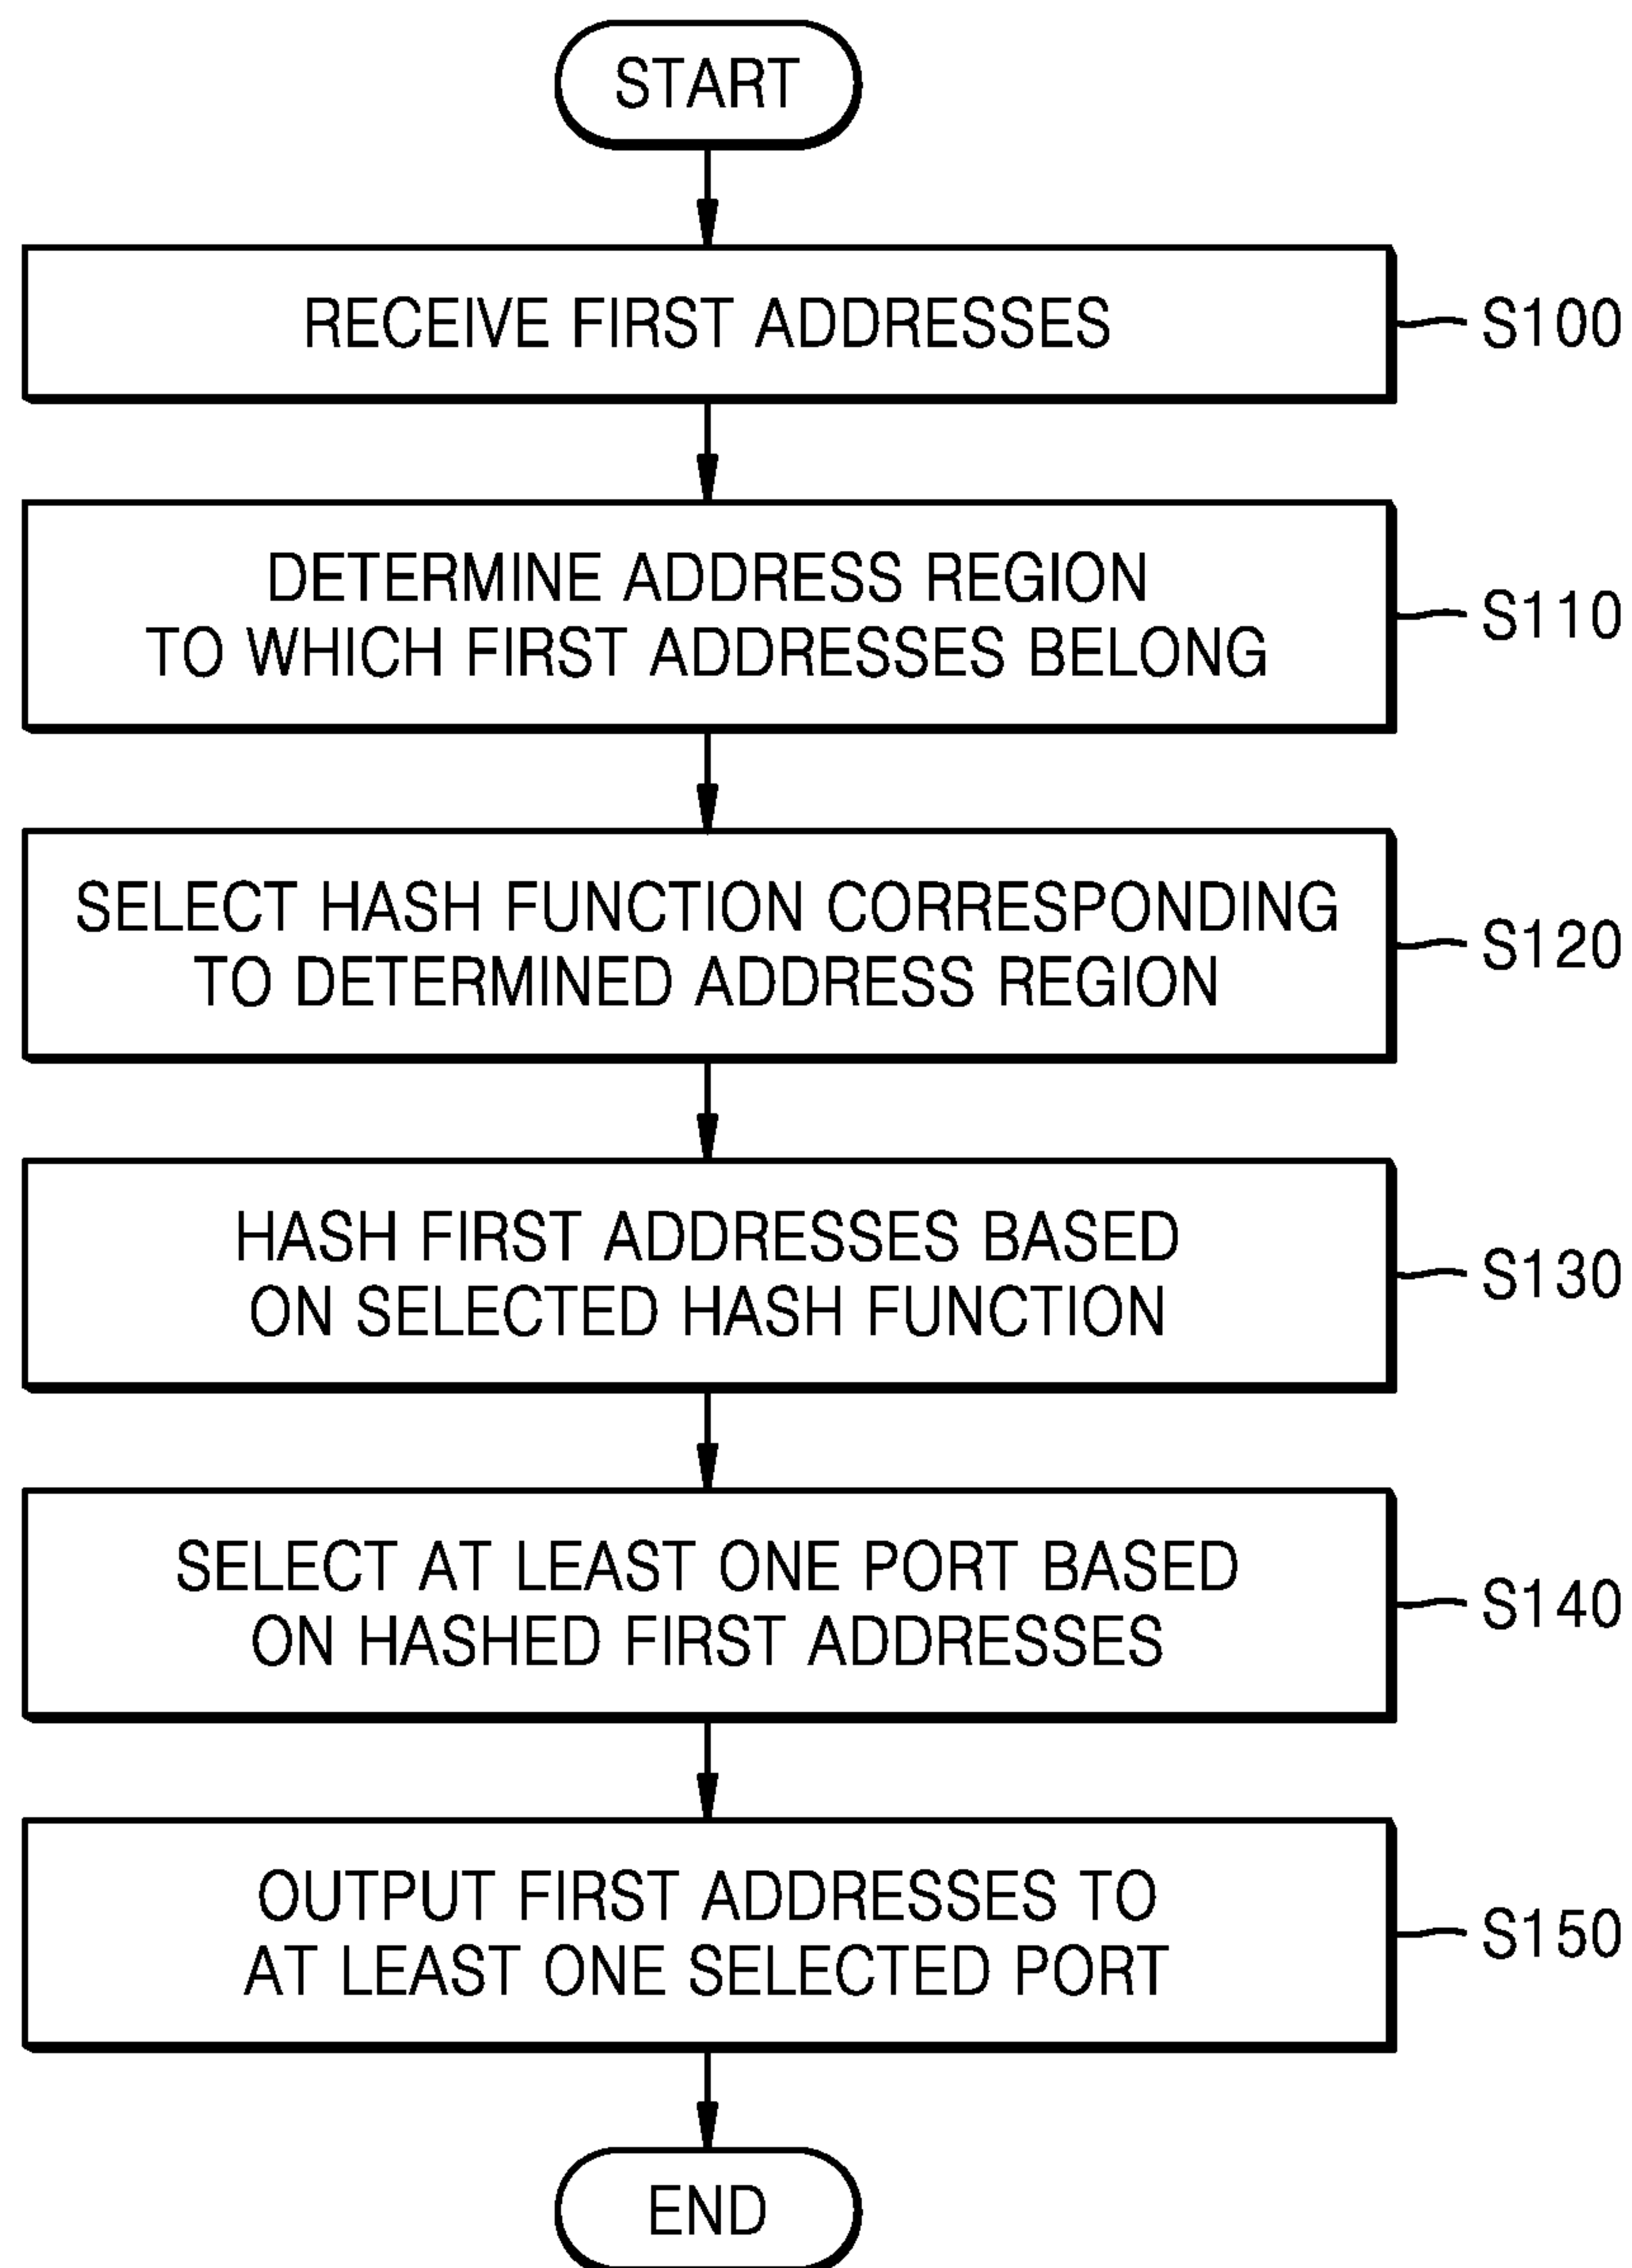 START
RECEIVE FIRST ADDRESSES
S100
DETERMINE ADDRESS REGION
TO WHICH FIRST ADDRESSES BELONG
S110
SELECT HASH FUNCTION CORRESPONDING
TO DETERMINED ADDRESS REGION
S120
HASH FIRST ADDRESSES BASED
ON SELECTED HASH FUNCTION
S130
SELECT AT LEAST ONE PORT BASED
ON HASHED FIRST ADDRESSES
S140
OUTPUT FIRST ADDRESSES TO
AT LEAST ONE SELECTED PORT
S150
END